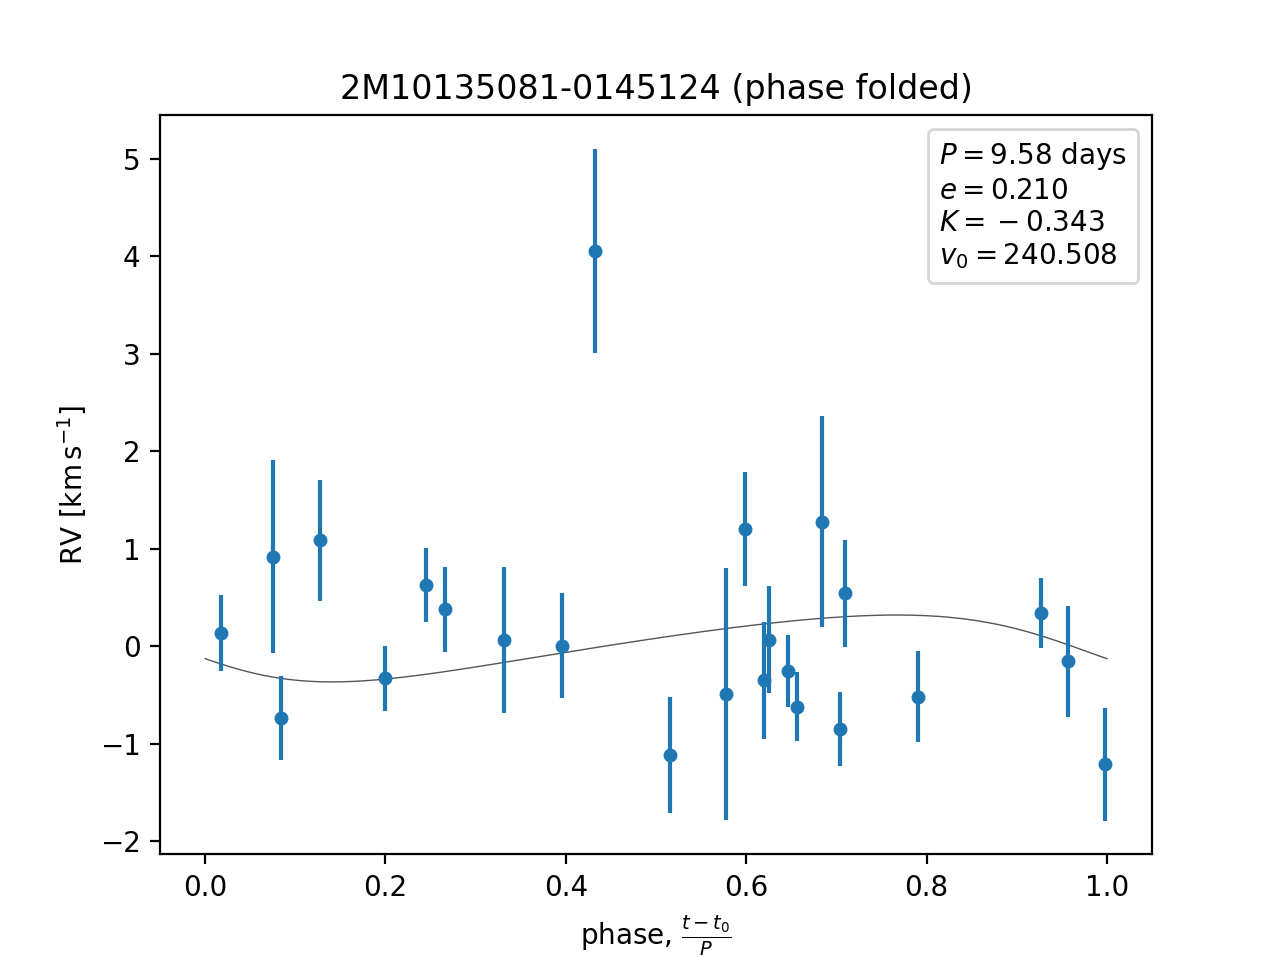 2M10135081-0145124 (phase folded)
P = 9.58 days
e = 0.210
K = −0.343
v₀ = 240.508
RV [km s⁻¹]
5
4
3
2
1
0
−1
−2
0.0 0.2 0.4 0.6 0.8 1.0
phase, (t − t₀)/P